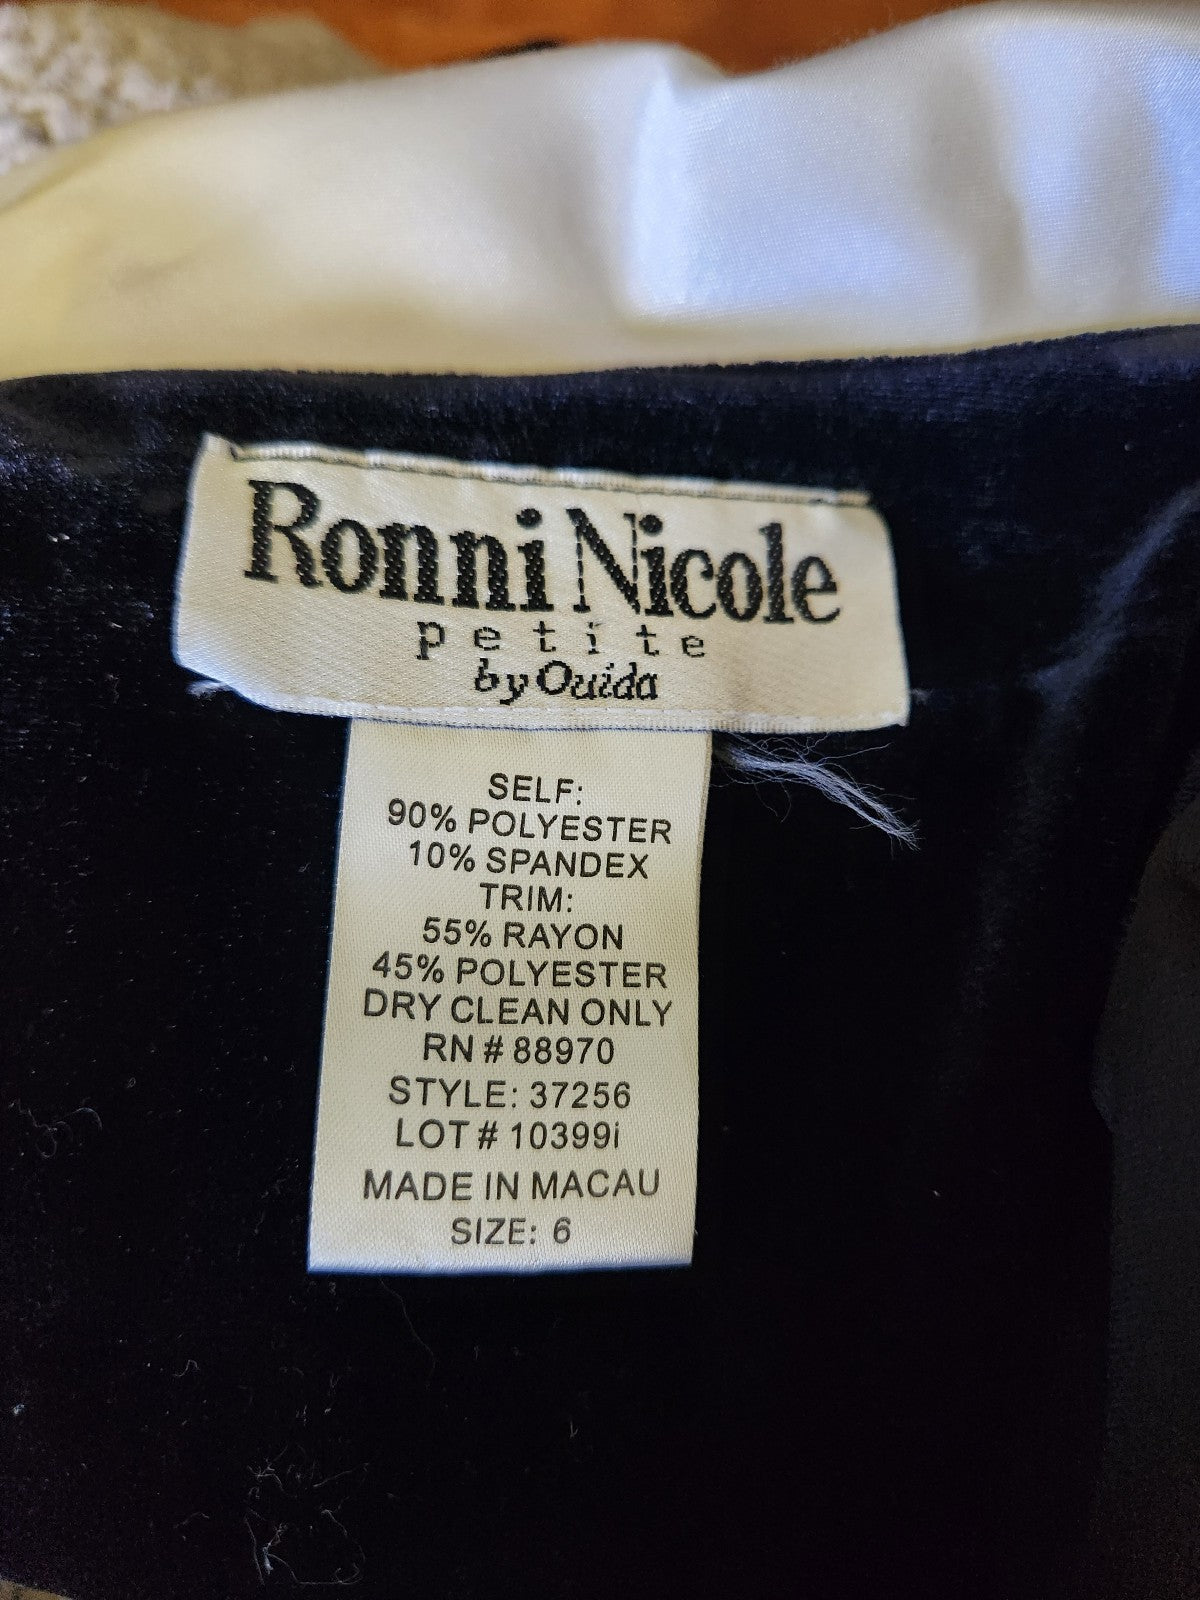 Ronni Nicole
petite
by Ouida
SELF:
90% POLYESTER
10% SPANDEX
TRIM:
55% RAYON
45% POLYESTER
DRY CLEAN ONLY
RN # 88970
STYLE: 37256
LOT # 10399i
MADE IN MACAU
SIZE: 6